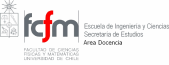 fcfm
FACULTAD DE CIENCIAS
FÍSICAS Y MATEMÁTICAS
UNIVERSIDAD DE CHILE
Escuela de Ingeniería y Ciencias
Secretaría de Estudios
Area Docencia